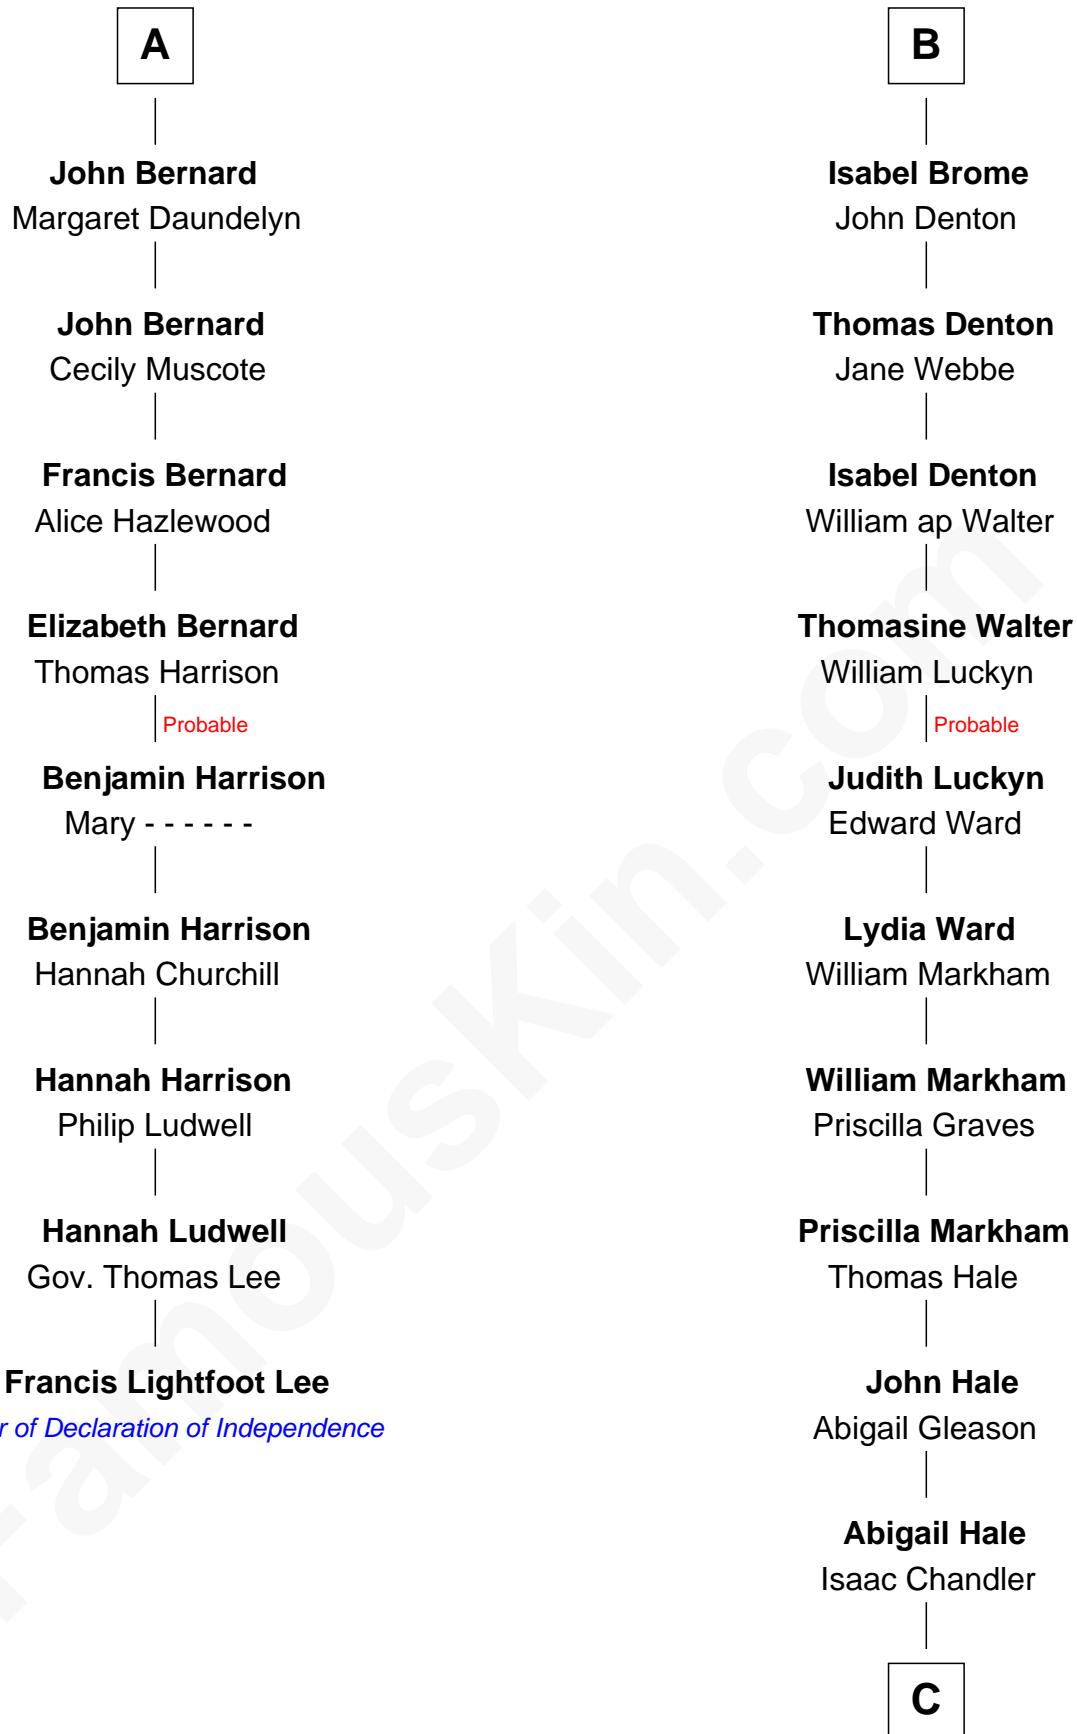 A
John Bernard
Margaret Daundelyn
John Bernard
Cecily Muscote
Francis Bernard
Alice Hazlewood
Elizabeth Bernard
Thomas Harrison
Probable
Benjamin Harrison
Mary - - - - - -
Benjamin Harrison
Hannah Churchill
Hannah Harrison
Philip Ludwell
Hannah Ludwell
Gov. Thomas Lee
Francis Lightfoot Lee
r of Declaration of Independence
B
Isabel Brome
John Denton
Thomas Denton
Jane Webbe
Isabel Denton
William ap Walter
Thomasine Walter
William Luckyn
Probable
Judith Luckyn
Edward Ward
Lydia Ward
William Markham
William Markham
Priscilla Graves
Priscilla Markham
Thomas Hale
John Hale
Abigail Gleason
Abigail Hale
Isaac Chandler
C
FamousKin.com